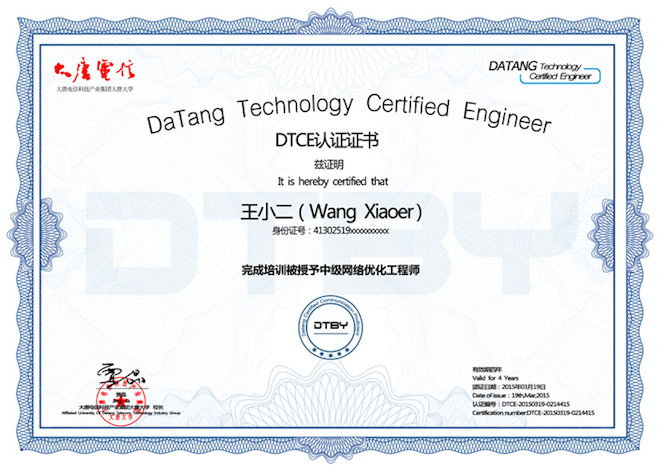 大唐電信
大唐电信科技产业集团大唐大学
DATANG Technology
Certified Engineer
DaTang Technology Certified Engineer
DTCE认证证书
兹证明
It is hereby certified that
王小二（Wang Xiaoer）
身份证号：41302519xxxxxxxxxx
DTBY
完成培训被授予中级网络优化工程师
DTBY
有效期四年
Valid for 4 Years
颁证日期：2015年03月19日
Date of issue : 19th,Mar,2015
认证编号：DTCE-20150319-0214415
Certification number:DTCE-20150319-0214415
大唐电信科技产业集团大唐大学 校长
Affiliated University Of Datang Telecom Technology Industry Group